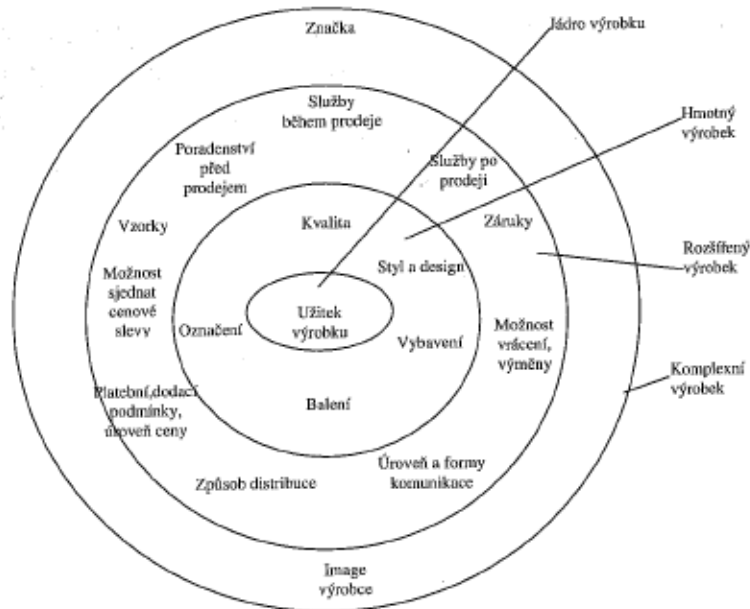 Značka
Jádro výrobku
Služby
během prodeje
Hmotný
výrobek
Poradenství
před
prodejem
Služby po
prodeji
Vzorky
Kvalita
Záruky
Rozšířený
výrobek
Styl a design
Možnost
sjednat
cenové
slevy
Užitek
výrobku
Označení
Vybavení
Možnost
vrácení,
výměny
Komplexní
výrobek
Platební,dodací
podmínky,
úroveň ceny
Balení
Způsob distribuce
Úroveň a formy
komunikace
Image
výrobce